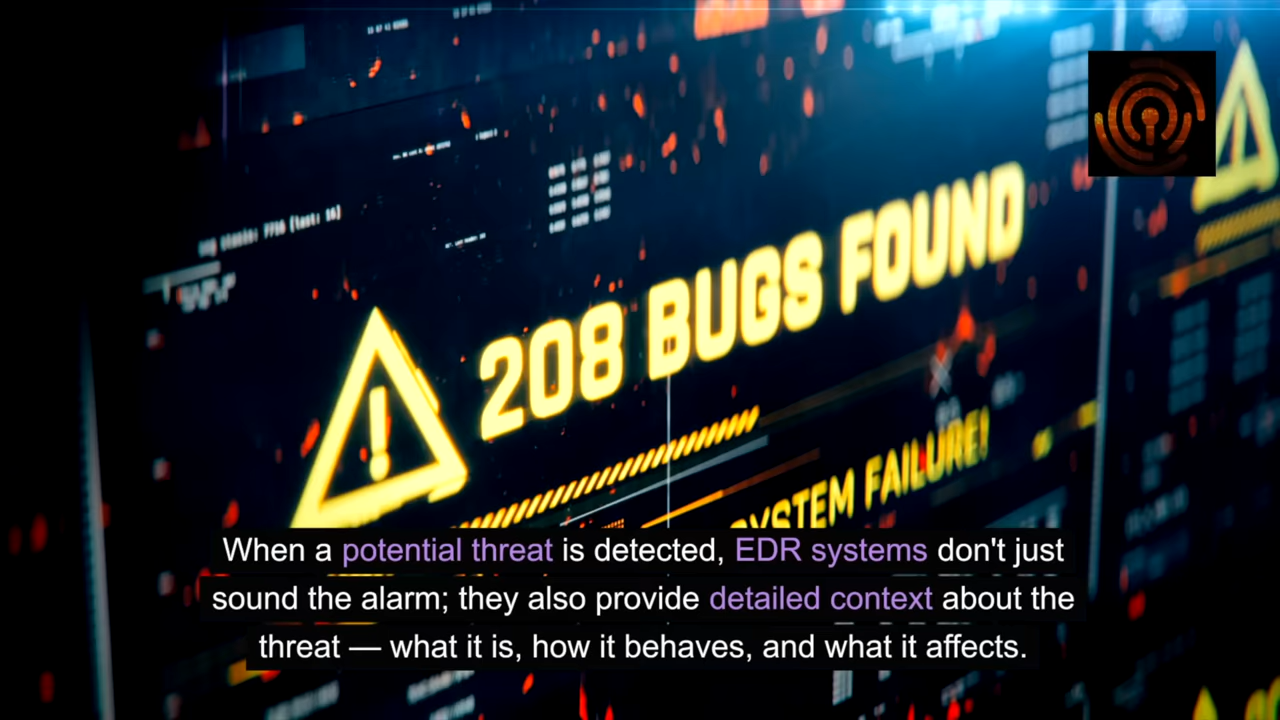 208 BUGS FOUND
SYSTEM FAILURE!
When a potential threat is detected, EDR systems don't just
sound the alarm; they also provide detailed context about the
threat — what it is, how it behaves, and what it affects.